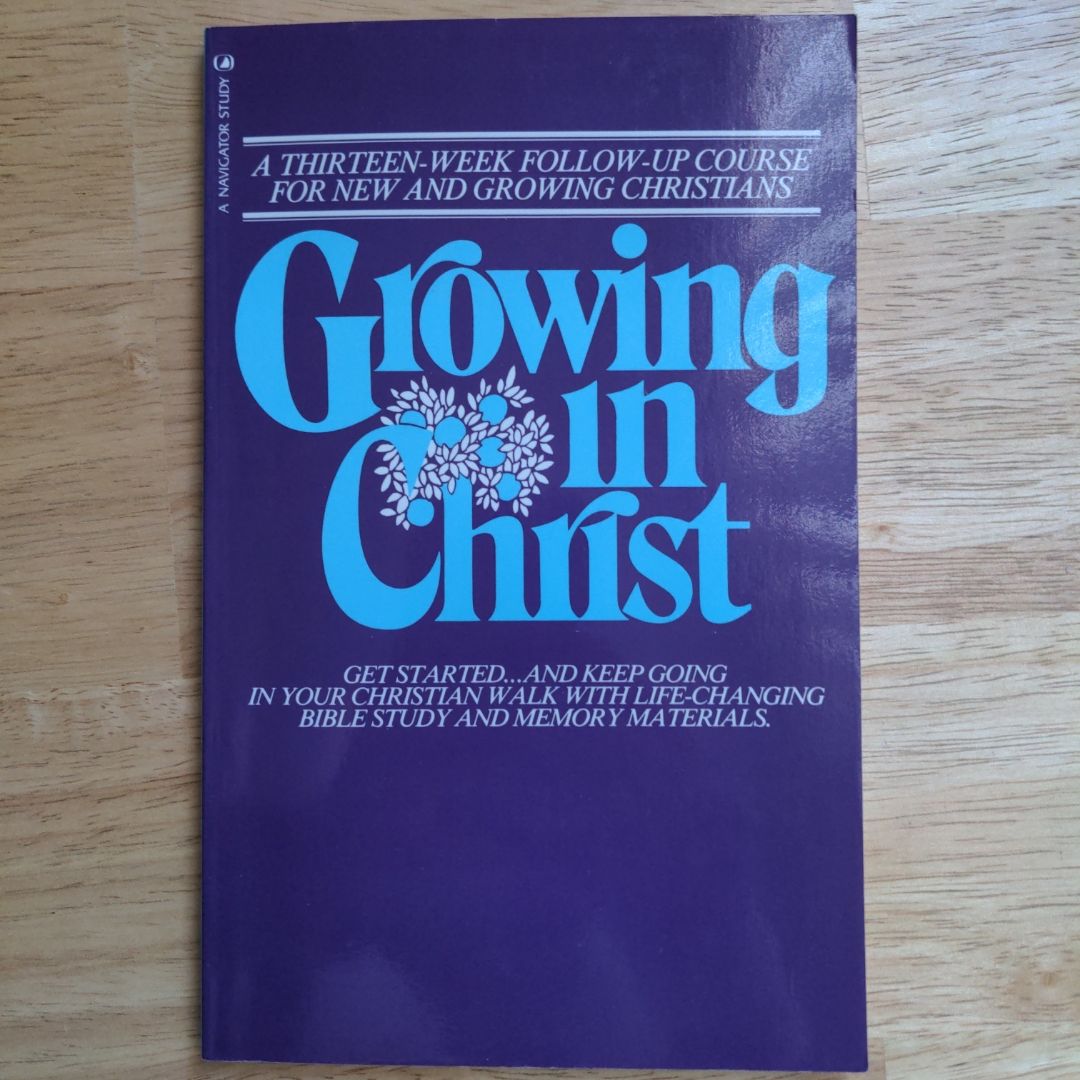 A NAVIGATOR STUDY
A THIRTEEN-WEEK FOLLOW-UP COURSE
FOR NEW AND GROWING CHRISTIANS
Growing
in
Christ
GET STARTED...AND KEEP GOING
IN YOUR CHRISTIAN WALK WITH LIFE-CHANGING
BIBLE STUDY AND MEMORY MATERIALS.